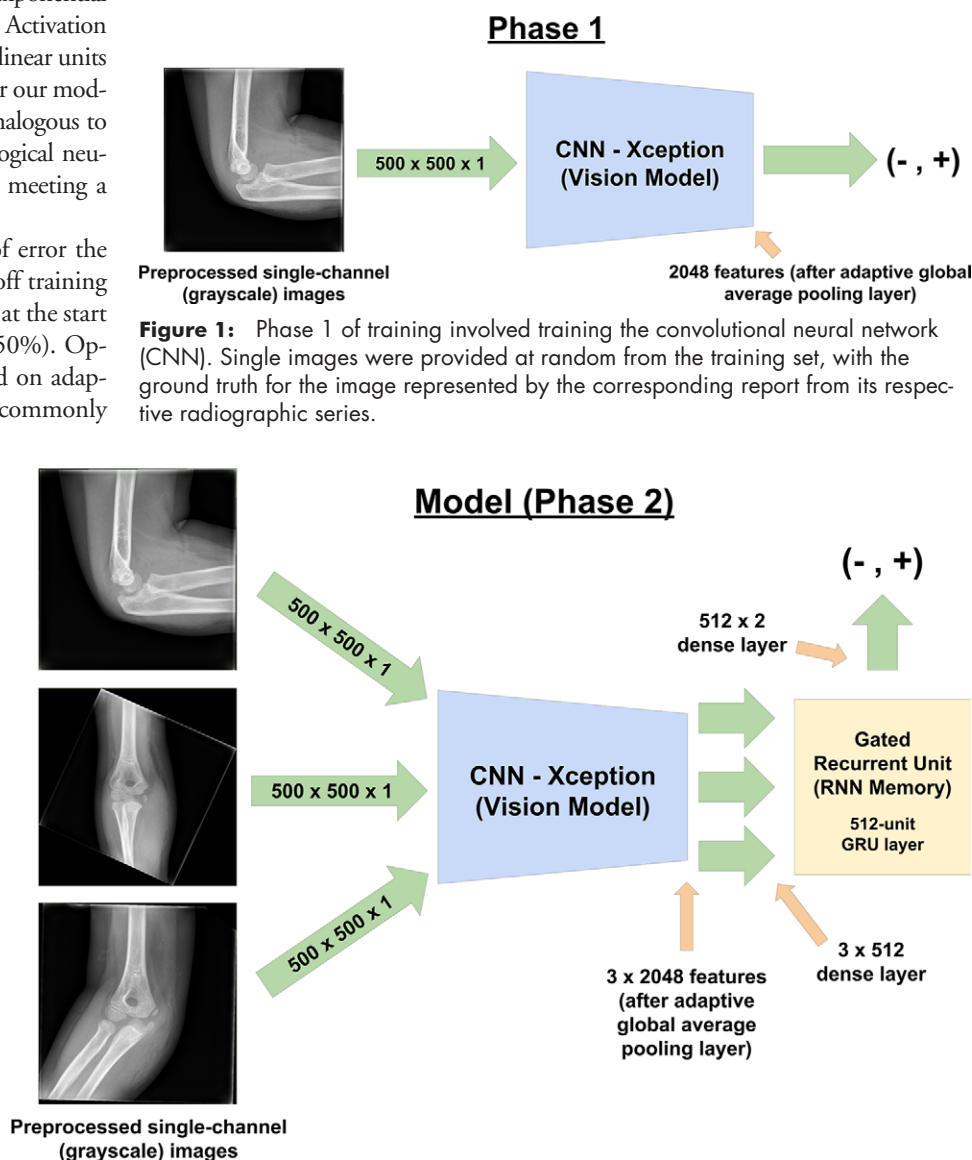 Activation
linear units
r our mod-
nalogous to
ogical neu-
meeting a
of error the
off training
at the start
50%). Op-
d on adap-
commonly
Phase 1
500 x 500 x 1
CNN - Xception
(Vision Model)
(- , +)
Preprocessed single-channel
(grayscale) images
2048 features (after adaptive global
average pooling layer)
Figure 1: Phase 1 of training involved training the convolutional neural network
(CNN). Single images were provided at random from the training set, with the
ground truth for the image represented by the corresponding report from its respec-
tive radiographic series.
Model (Phase 2)
500 x 500 x 1
500 x 500 x 1
500 x 500 x 1
CNN - Xception
(Vision Model)
(- , +)
512 x 2
dense layer
Gated
Recurrent Unit
(RNN Memory)
512-unit
GRU layer
3 x 512
dense layer
3 x 2048 features
(after adaptive
global average
pooling layer)
Preprocessed single-channel
(grayscale) images